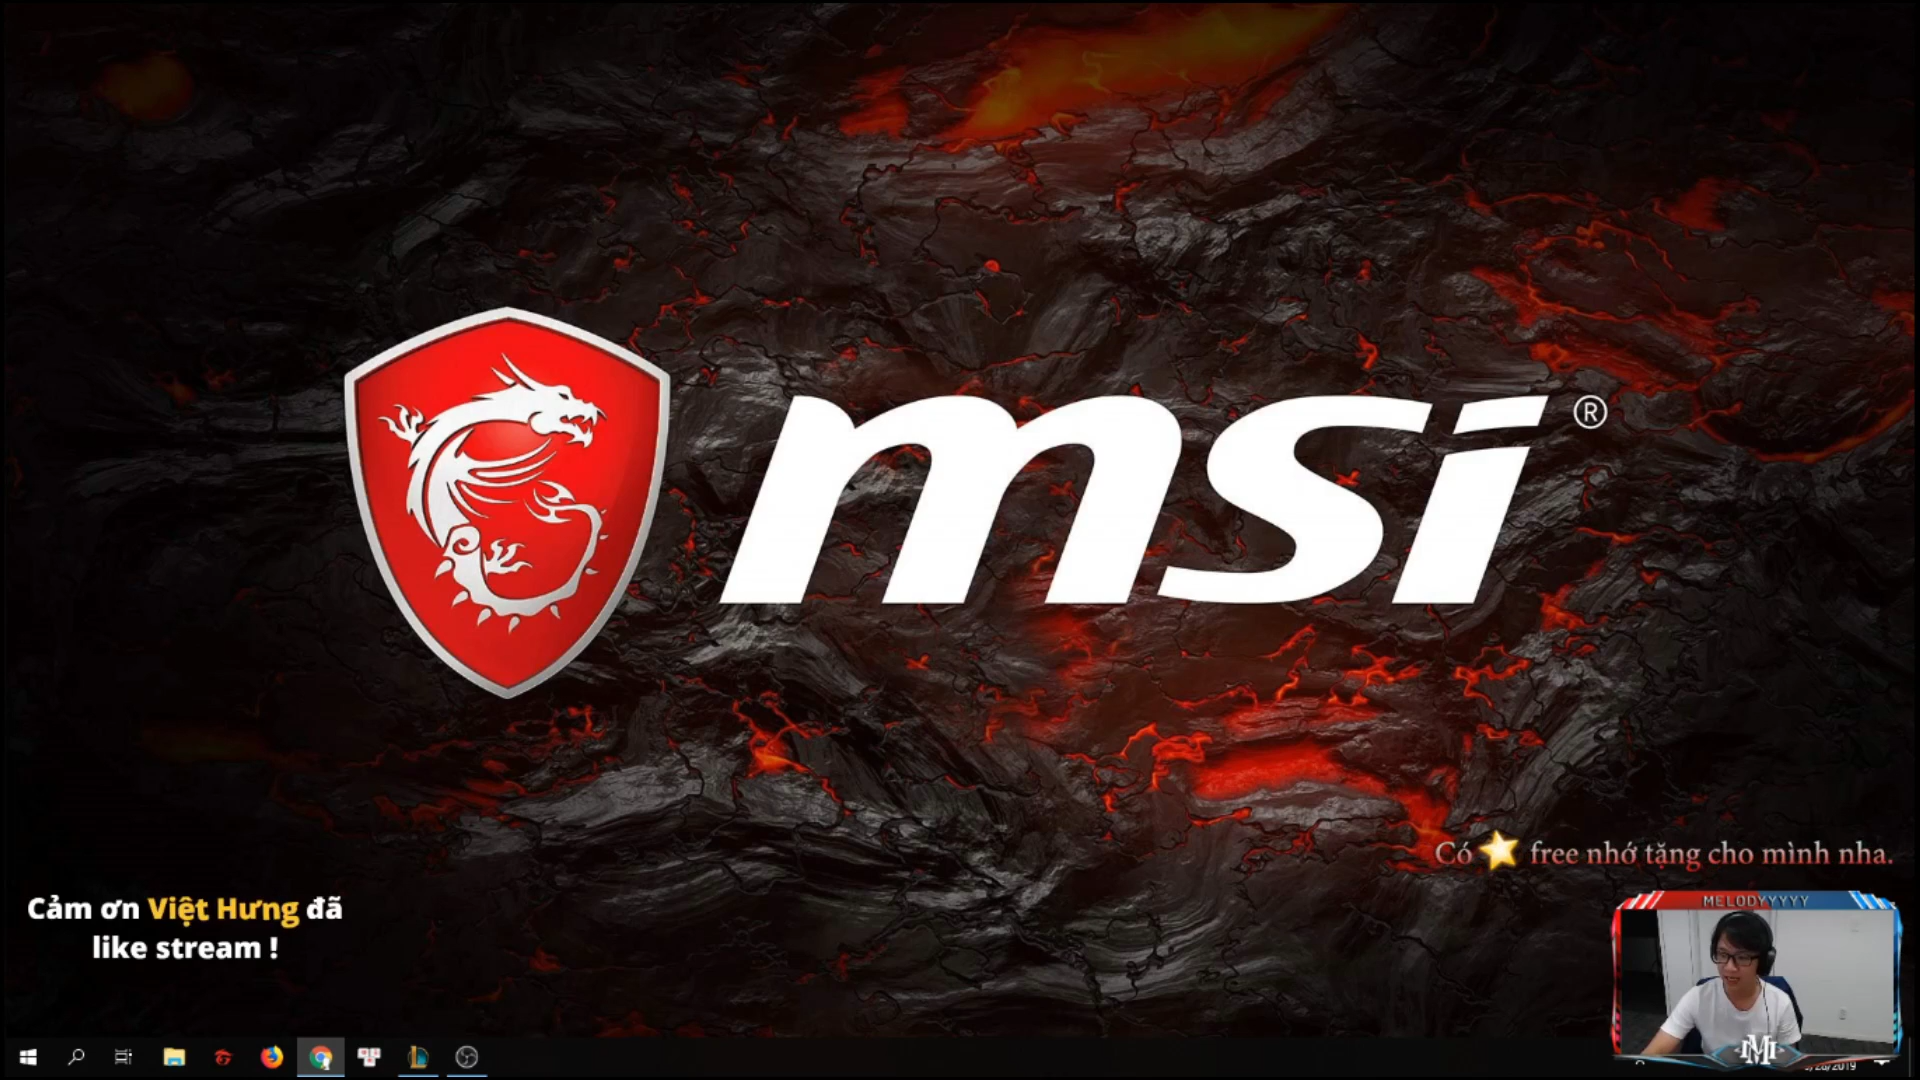 msi ®
Có ⭐ free nhớ tặng cho mình nha.
Cảm ơn Việt Hưng đã
like stream !
MELODYYYYY